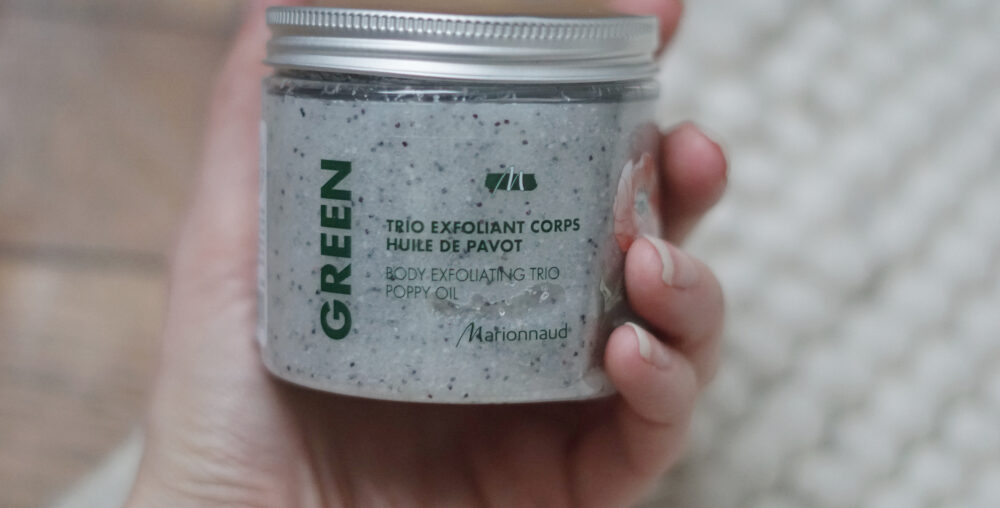 GREEN
M
TRIO EXFOLIANT CORPS
HUILE DE PAVOT
BODY EXFOLIATING TRIO
POPPY OIL
Marionnaud